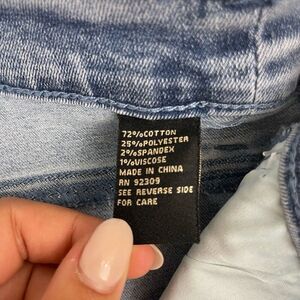 72%COTTON
25%POLYESTER
2%SPANDEX
1%VISCOSE
MADE IN CHINA
RN 92309
SEE REVERSE SIDE
FOR CARE